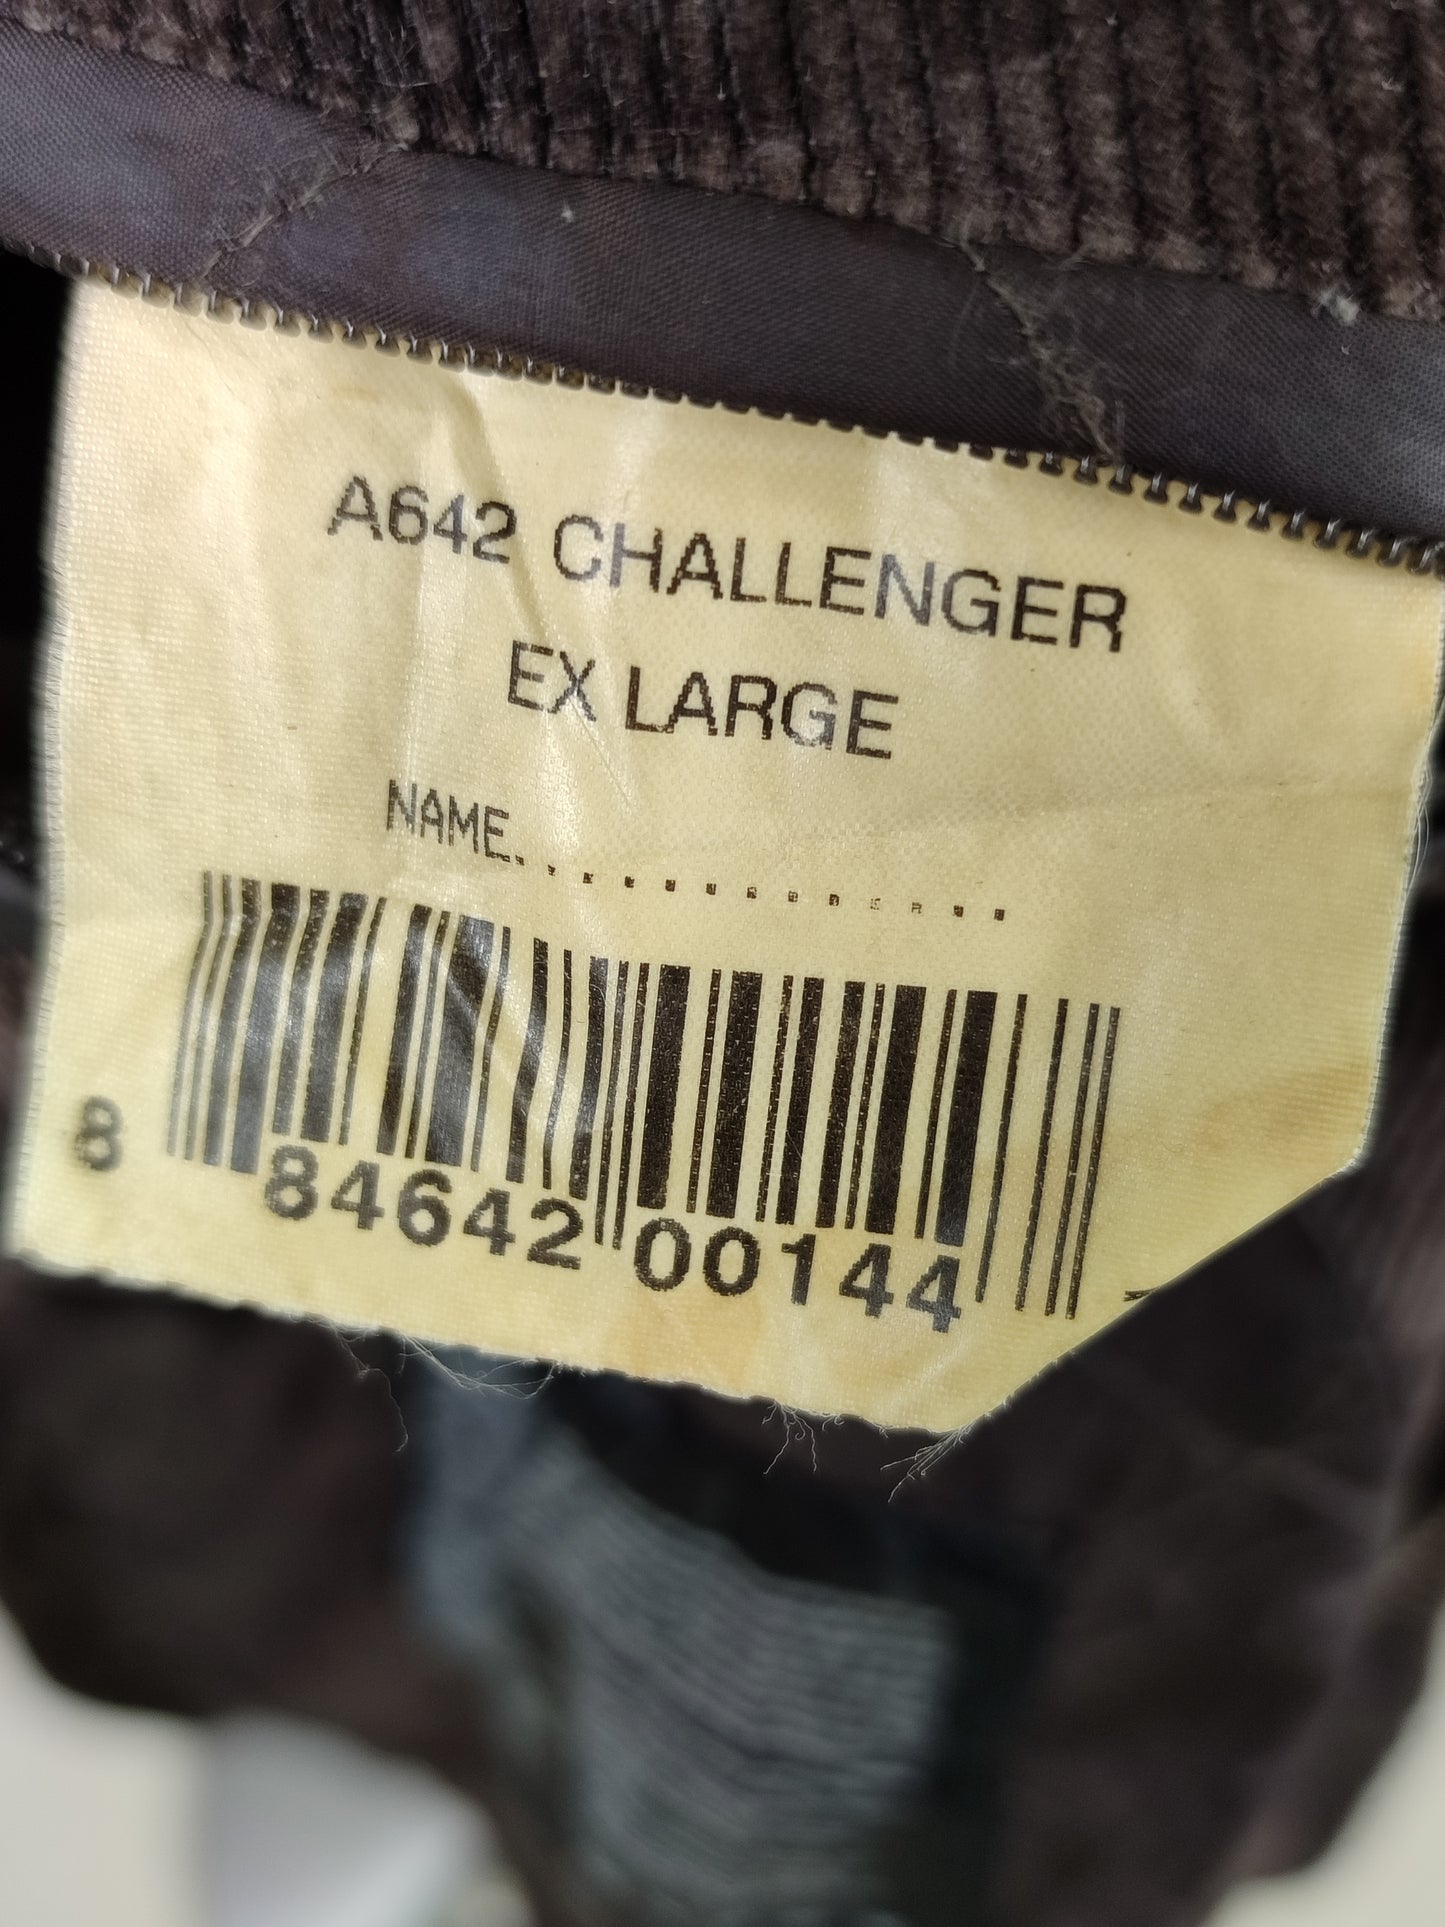 A642 CHALLENGER
EX LARGE
NAME..............
8 84642 00144